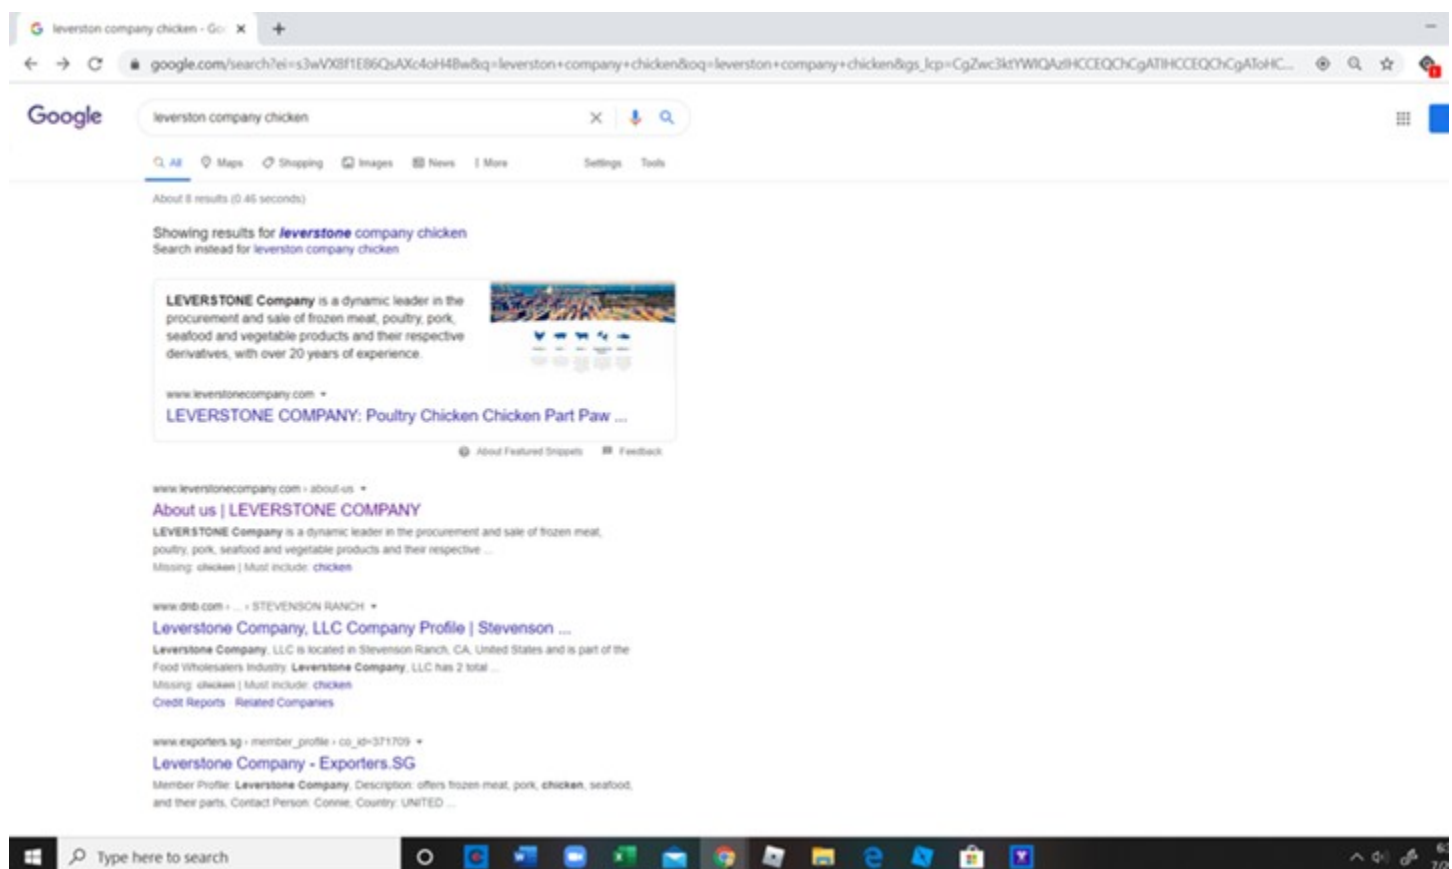 leverston company chicken - Go
google.com/search?ei=s3wVX8f1E86QsAXc4oH4Bw&q=leverston+company+chicken&oq=leverston+company+chicken&gs_lcp=CgZwc3ktYWIQAzIHCCEQChCgATIHCCEQChCgAToHC...
Google
leverston company chicken
All Maps Shopping Images News More Settings Tools
About 8 results (0.46 seconds)
Showing results for leverstone company chicken
Search instead for leverston company chicken
LEVERSTONE Company is a dynamic leader in the
procurement and sale of frozen meat, poultry, pork,
seafood and vegetable products and their respective
derivatives, with over 20 years of experience.
www.leverstonecompany.com
LEVERSTONE COMPANY: Poultry Chicken Chicken Part Paw ...
About Featured Snippets Feedback
www.leverstonecompany.com › about-us
About us | LEVERSTONE COMPANY
LEVERSTONE Company is a dynamic leader in the procurement and sale of frozen meat,
poultry, pork, seafood and vegetable products and their respective ...
Missing: chicken | Must include: chicken
www.dnb.com › ... › STEVENSON RANCH
Leverstone Company, LLC Company Profile | Stevenson ...
Leverstone Company, LLC is located in Stevenson Ranch, CA, United States and is part of the
Food Wholesalers Industry. Leverstone Company, LLC has 2 total ...
Missing: chicken | Must include: chicken
Credit Reports · Related Companies
www.exporters.sg › member_profile › co_id=371709
Leverstone Company - Exporters.SG
Member Profile: Leverstone Company, Description: offers frozen meat, pork, chicken, seafood,
and their parts, Contact Person: Connie, Country: UNITED ...
Type here to search